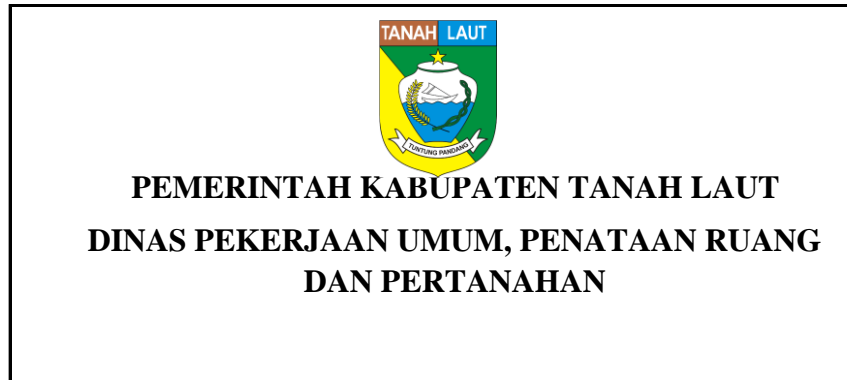 TANAH LAUT
TUNTUNG PANDANG
PEMERINTAH KABUPATEN TANAH LAUT
DINAS PEKERJAAN UMUM, PENATAAN RUANG
DAN PERTANAHAN